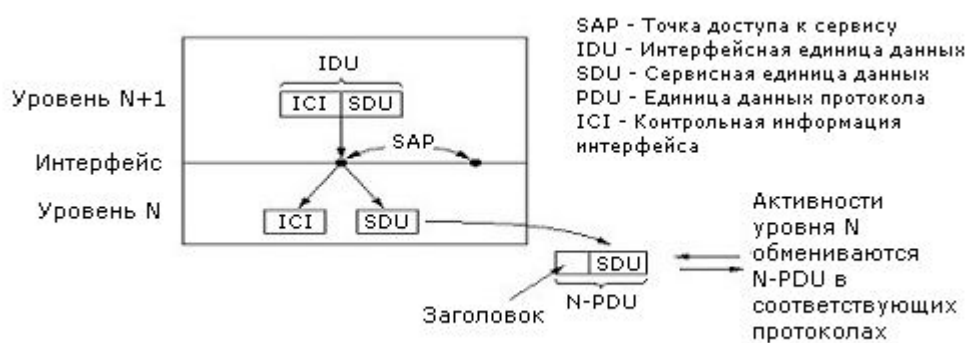 SAP - Точка доступа к сервису
IDU - Интерфейсная единица данных
SDU - Сервисная единица данных
PDU - Единица данных протокола
ICI - Контрольная информация
интерфейса
IDU
Уровень N+1
ICI SDU
SAP
Интерфейс
Уровень N
ICI SDU
Активности
уровня N
обмениваются
N-PDU в
соответствующих
протоколах
SDU
Заголовок
N-PDU